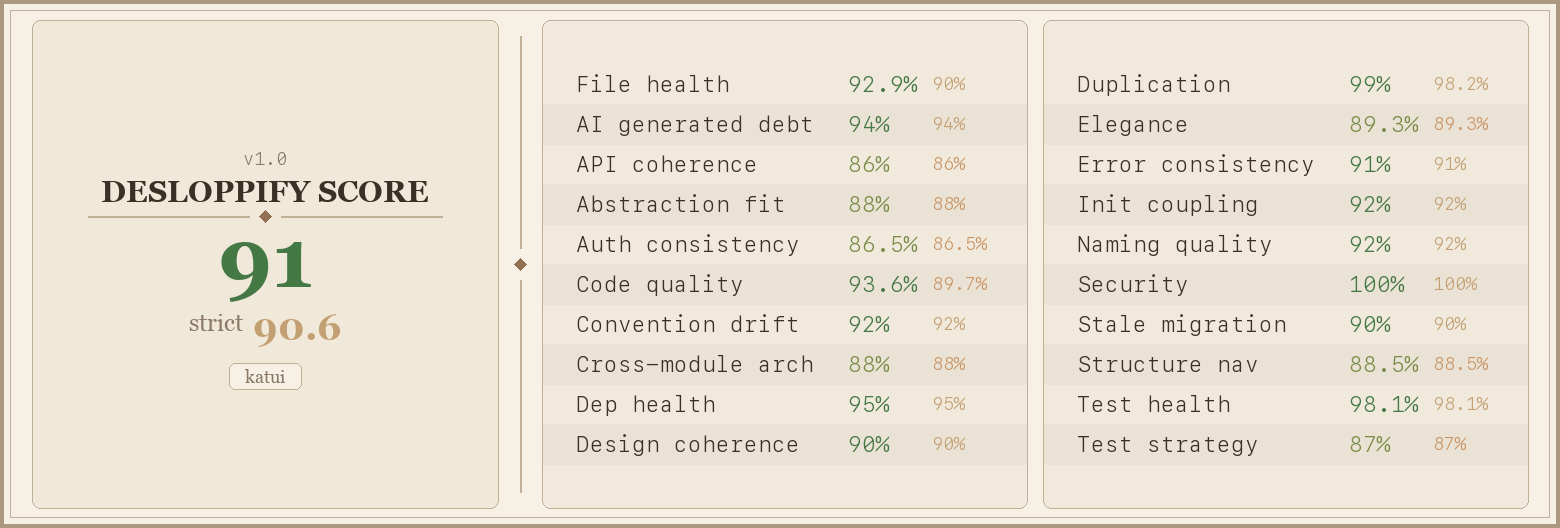 v1.0
DESLOPPIFY SCORE
91
strict 90.6
katui
File health 92.9% 90%
AI generated debt 94% 94%
API coherence 86% 86%
Abstraction fit 88% 88%
Auth consistency 86.5% 86.5%
Code quality 93.6% 89.7%
Convention drift 92% 92%
Cross—module arch 88% 88%
Dep health 95% 95%
Design coherence 90% 90%
Duplication 99% 98.2%
Elegance 89.3% 89.3%
Error consistency 91% 91%
Init coupling 92% 92%
Naming quality 92% 92%
Security 100% 100%
Stale migration 90% 90%
Structure nav 88.5% 88.5%
Test health 98.1% 98.1%
Test strategy 87% 87%